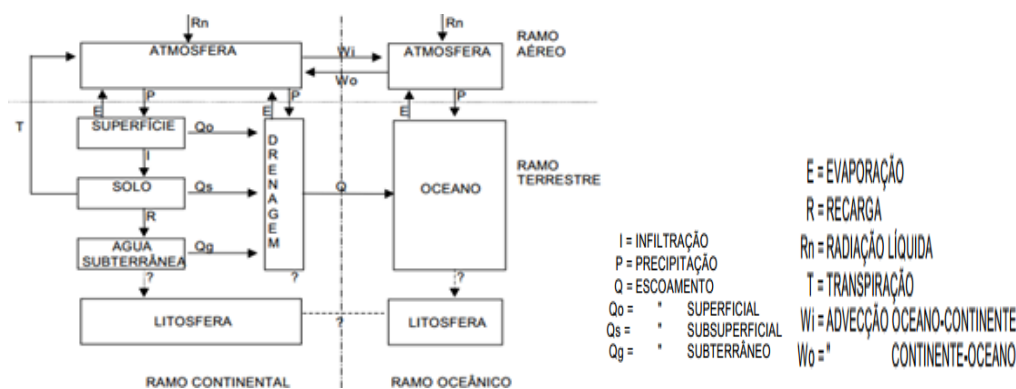 Rn
Rn
ATMOSFERA
Wi
Wo
ATMOSFERA
RAMO
AÉREO
E
P
E
P
E
P
T
SUPERFÍCIE
Qo
I
SOLO
Qs
R
AGUA
SUBTERRÂNEA
Qg
DRENAGEM
Q
OCEANO
RAMO
TERRESTRE
?
?
?
LITOSFERA
?
LITOSFERA
RAMO CONTINENTAL
RAMO OCEÂNICO
I = INFILTRAÇÃO
P = PRECIPITAÇÃO
Q = ESCOAMENTO
Qo = " SUPERFICIAL
Qs = " SUBSUPERFICIAL
Qg = " SUBTERRÂNEO
E = EVAPORAÇÃO
R = RECARGA
Rn = RADIAÇÃO LÍQUIDA
T = TRANSPIRAÇÃO
Wi = ADVECÇÃO OCEANO-CONTINENTE
Wo = " CONTINENTE-OCEANO